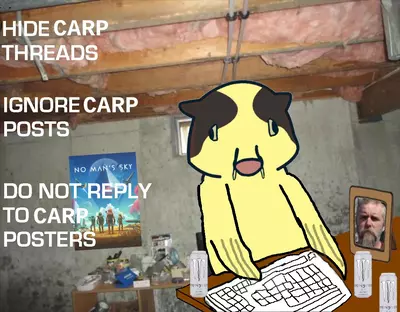 HIDE CARP
THREADS
IGNORE CARP
POSTS
NO MAN'S SKY
DO NOT REPLY
TO CARP
POSTERS